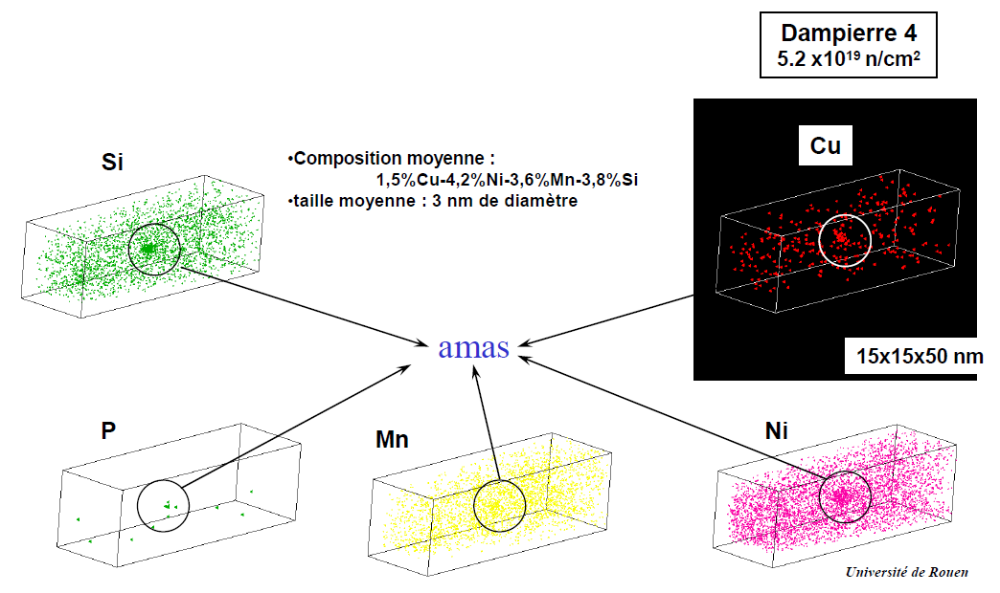 Dampierre 4
5.2 x10¹⁹ n/cm²
Si
•Composition moyenne :
1,5%Cu-4,2%Ni-3,6%Mn-3,8%Si
•taille moyenne : 3 nm de diamètre
Cu
amas
15x15x50 nm
P
Mn
Ni
Université de Rouen